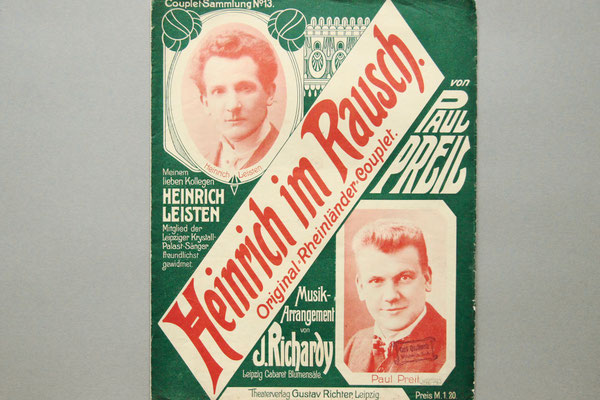 Couplet Sammlung No 13.
Heinrich Leisten
Meinem
lieben Kollegen
HEINRICH
LEISTEN
Mitglied der
Leipziger Krystall-
Palast-Sänger
freundlichst
gewidmet.
Heinrich im Rausch.
Original-Rheinländer-Couplet.
von
PAUL
PREIL
Musik-
Arrangement
von
J. Richardy
Leipzig Cabaret Blumensäle.
Paul Preil
Theaterverlag Gustav Richter, Leipzig.
Preis M. 1.20.